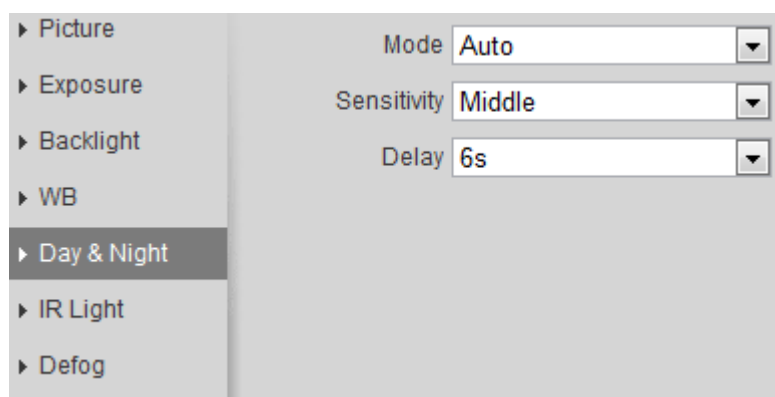 Picture
Exposure
Backlight
WB
Day & Night
IR Light
Defog
Mode Auto
Sensitivity Middle
Delay 6s